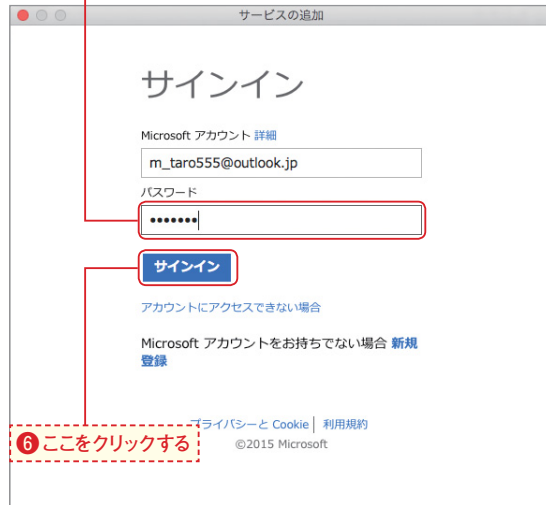 サービスの追加
サインイン
Microsoft アカウント 詳細
m_taro555@outlook.jp
パスワード
•••••••
サインイン
アカウントにアクセスできない場合
Microsoft アカウントをお持ちでない場合 新規
登録
プライバシーと Cookie | 利用規約
❻ ここをクリックする
©2015 Microsoft